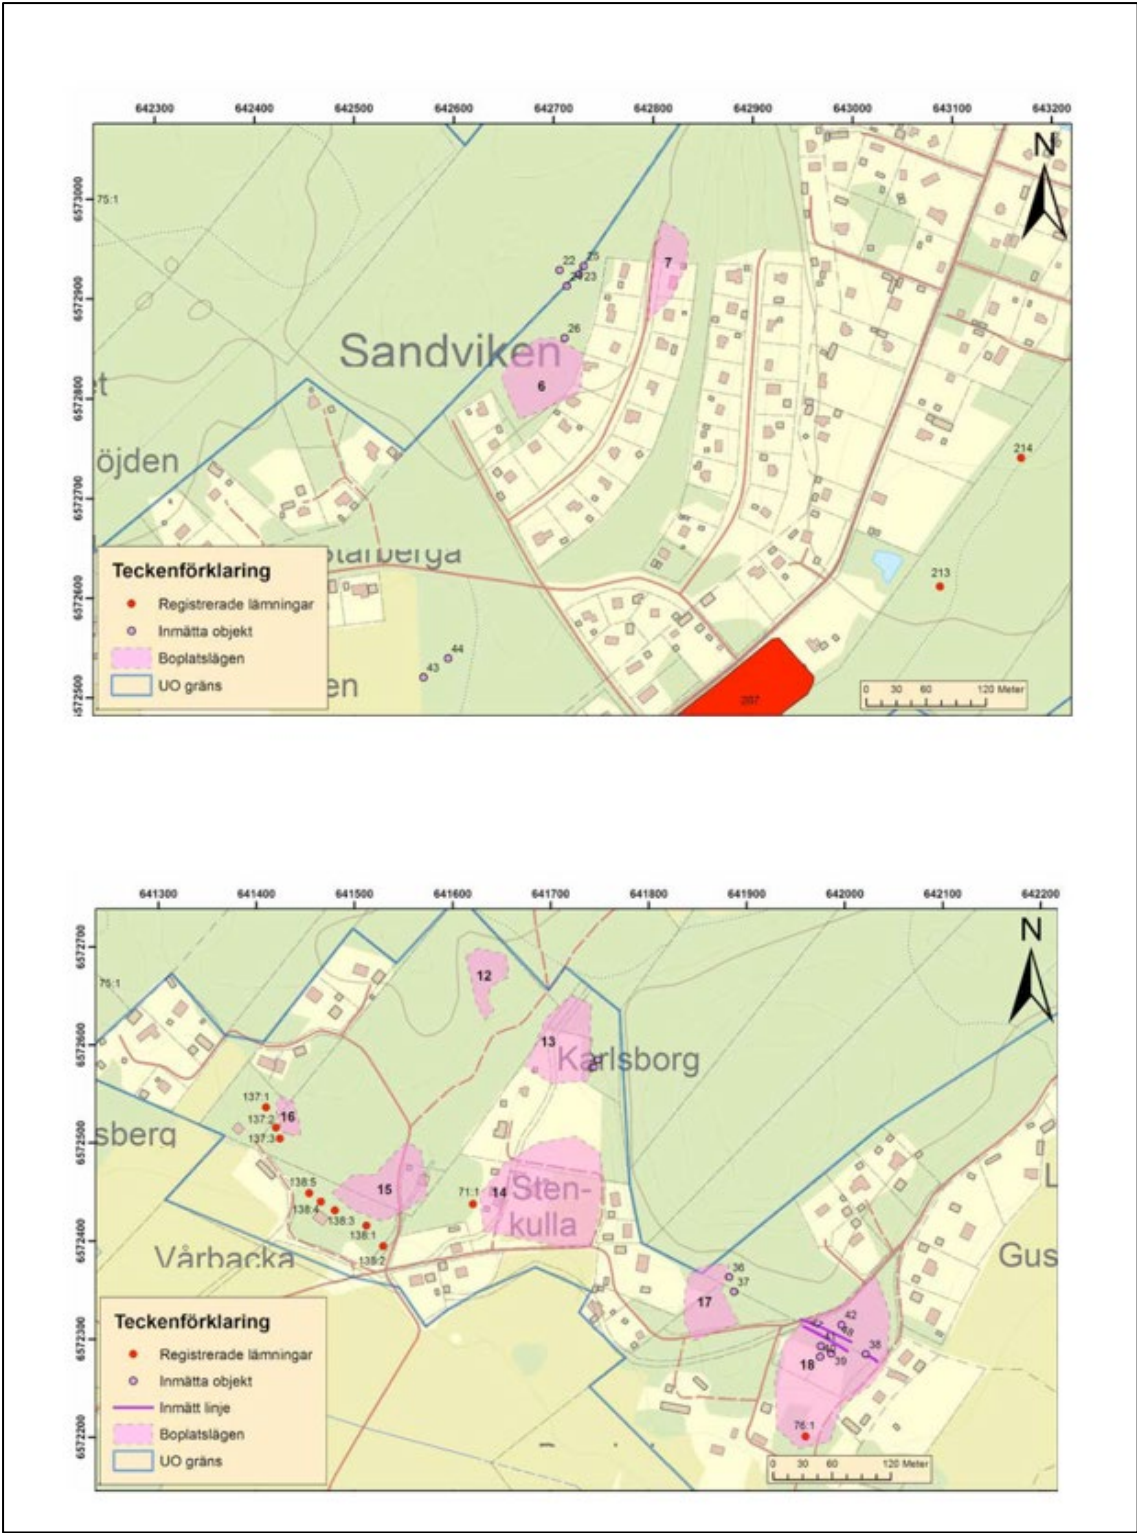 642300 642400 642500 642600 642700 642800 642900 643000 643100 643200
N
6573000
6572900
6572800
6572700
6572600
6572500
75:1
22
25
23
26
7
Sandviken
6
öjden
214
213
44
43
en
207
Teckenförklaring
Registrerade lämningar
Inmätta objekt
Boplatslägen
UO gräns
0 30 60 120 Meter
641300 641400 641500 641600 641700 641800 641900 642000 642100 642200
N
6572700
6572600
6572500
6572400
6572300
6572200
75:1
12
13
Karlsborg
137:1
137:2
137:3
16
sberg
138:5
138:4
138:3
138:1
138:2
15
71:1
14
Sten-
kulla
Vårbacka
Gus
36
37
17
42
38
39
18
76:1
Teckenförklaring
Registrerade lämningar
Inmätta objekt
Inmätt linje
Boplatslägen
UO gräns
0 30 60 120 Meter